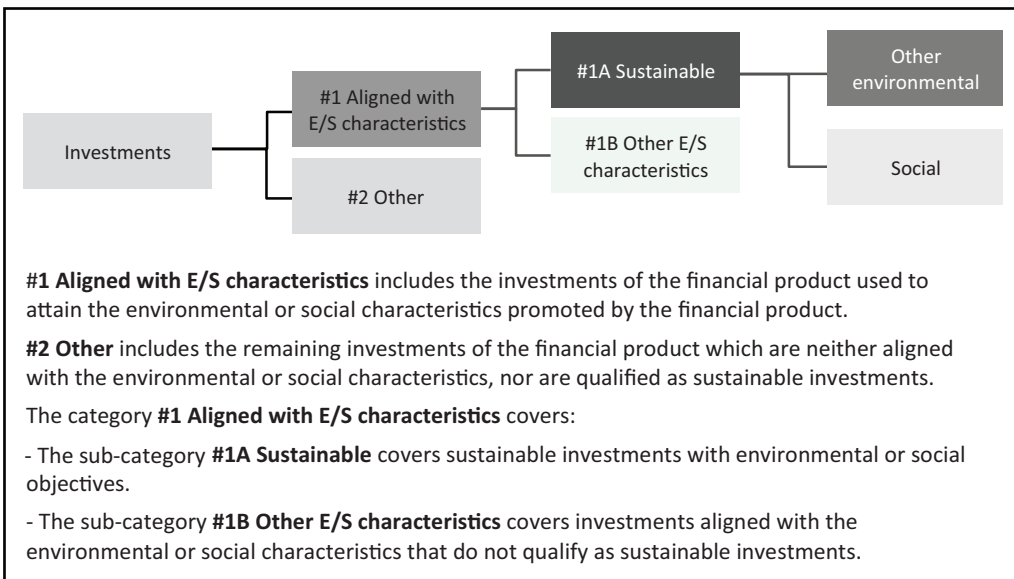 Investments
#1 Aligned with
E/S characteristics
#2 Other
#1A Sustainable
#1B Other E/S
characteristics
Other
environmental
Social
#1 Aligned with E/S characteristics includes the investments of the financial product used to
attain the environmental or social characteristics promoted by the financial product.
#2 Other includes the remaining investments of the financial product which are neither aligned
with the environmental or social characteristics, nor are qualified as sustainable investments.
The category #1 Aligned with E/S characteristics covers:
- The sub-category #1A Sustainable covers sustainable investments with environmental or social
objectives.
- The sub-category #1B Other E/S characteristics covers investments aligned with the
environmental or social characteristics that do not qualify as sustainable investments.